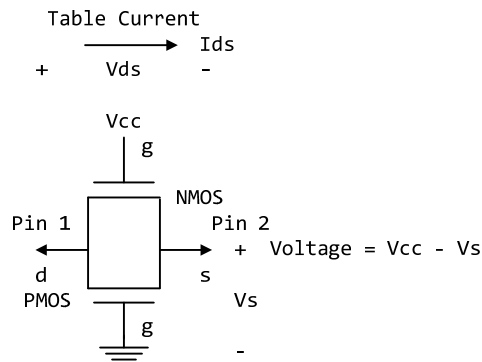 Table Current
Ids
+ Vds -
Vcc
g
NMOS
Pin 1 Pin 2
+ Voltage = Vcc - Vs
d s
PMOS Vs
g
-